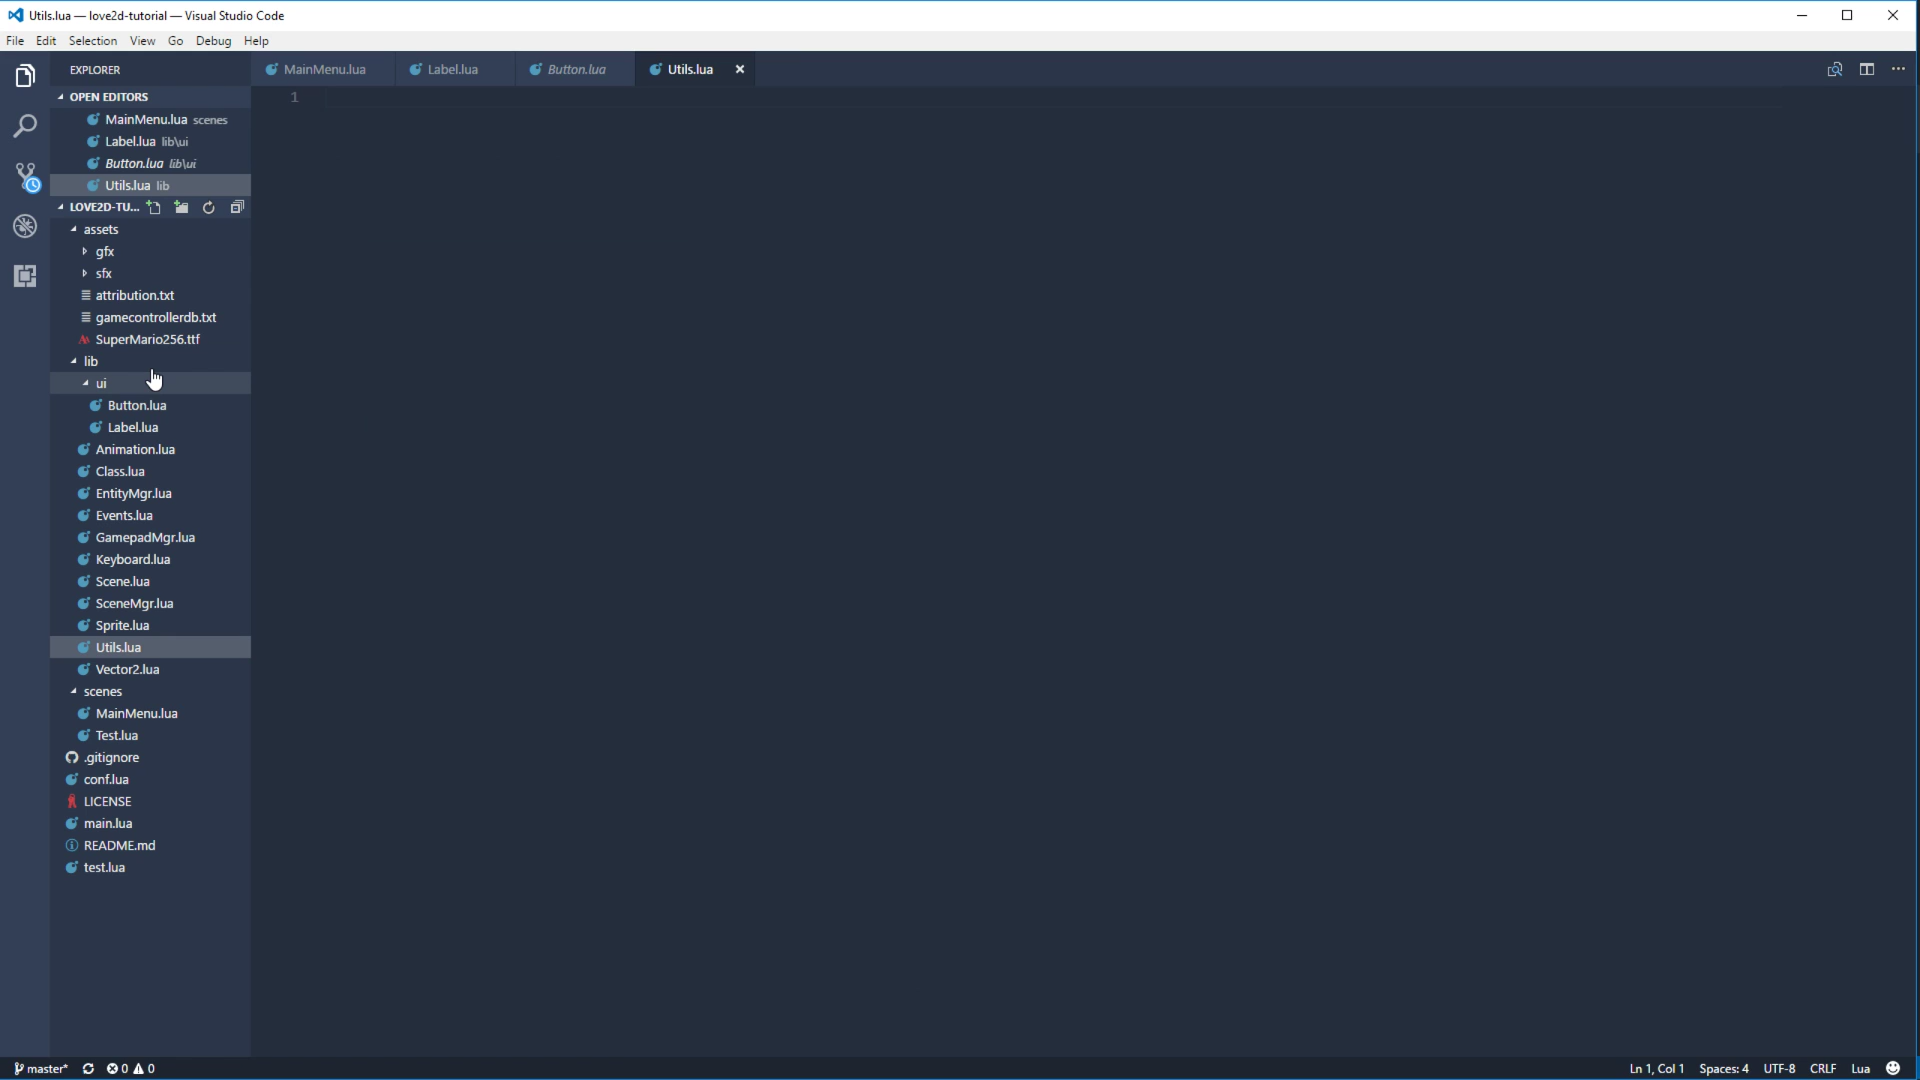 Utils.lua — love2d-tutorial — Visual Studio Code
File Edit Selection View Go Debug Help
EXPLORER
MainMenu.lua Label.lua Button.lua Utils.lua
OPEN EDITORS
1
MainMenu.lua scenes
Label.lua lib\ui
Button.lua lib\ui
Utils.lua lib
LOVE2D-TU...
assets
gfx
sfx
attribution.txt
gamecontrollerdb.txt
SuperMario256.ttf
lib
ui
Button.lua
Label.lua
Animation.lua
Class.lua
EntityMgr.lua
Events.lua
GamepadMgr.lua
Keyboard.lua
Scene.lua
SceneMgr.lua
Sprite.lua
Utils.lua
Vector2.lua
scenes
MainMenu.lua
Test.lua
.gitignore
conf.lua
LICENSE
main.lua
README.md
test.lua
master* 0 0 Ln 1, Col 1 Spaces: 4 UTF-8 CRLF Lua